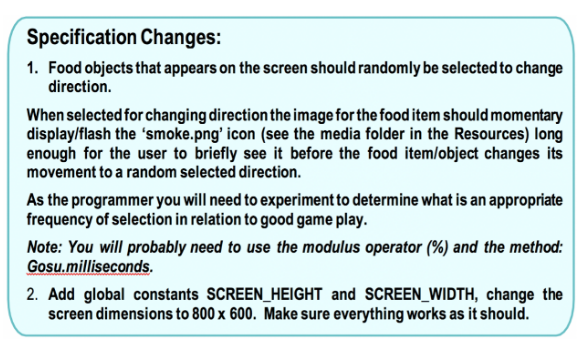 Specification Changes:
1. Food objects that appears on the screen should randomly be selected to change
direction.
When selected for changing direction the image for the food item should momentary
display/flash the ‘smoke.png’ icon (see the media folder in the Resources) long
enough for the user to briefly see it before the food item/object changes its
movement to a random selected direction.
As the programmer you will need to experiment to determine what is an appropriate
frequency of selection in relation to good game play.
Note: You will probably need to use the modulus operator (%) and the method:
Gosu.milliseconds.
2. Add global constants SCREEN_HEIGHT and SCREEN_WIDTH, change the
screen dimensions to 800 x 600. Make sure everything works as it should.